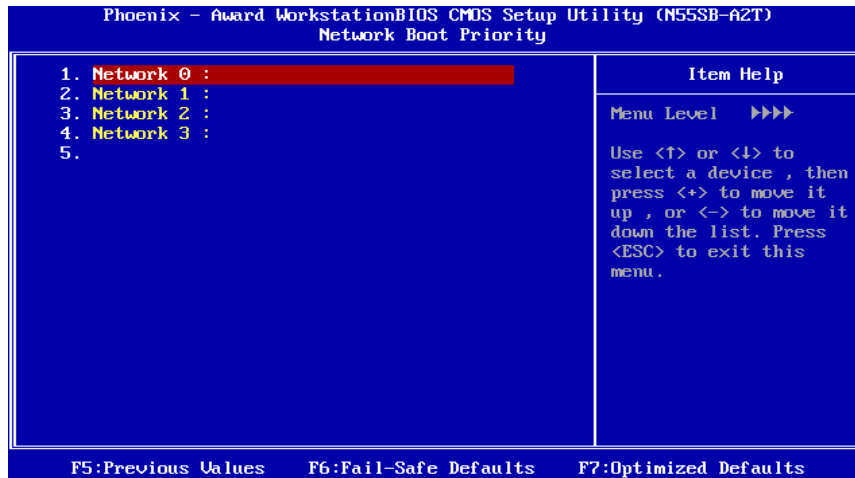 Phoenix - Award WorkstationBIOS CMOS Setup Utility (N55SB-A2T)
Network Boot Priority
1. Network 0 :
2. Network 1 :
3. Network 2 :
4. Network 3 :
5.
Item Help
Menu Level
Use <↑> or <↓> to
select a device , then
press <+> to move it
up , or <-> to move it
down the list. Press
<ESC> to exit this
menu.
F5:Previous Values F6:Fail-Safe Defaults F7:Optimized Defaults